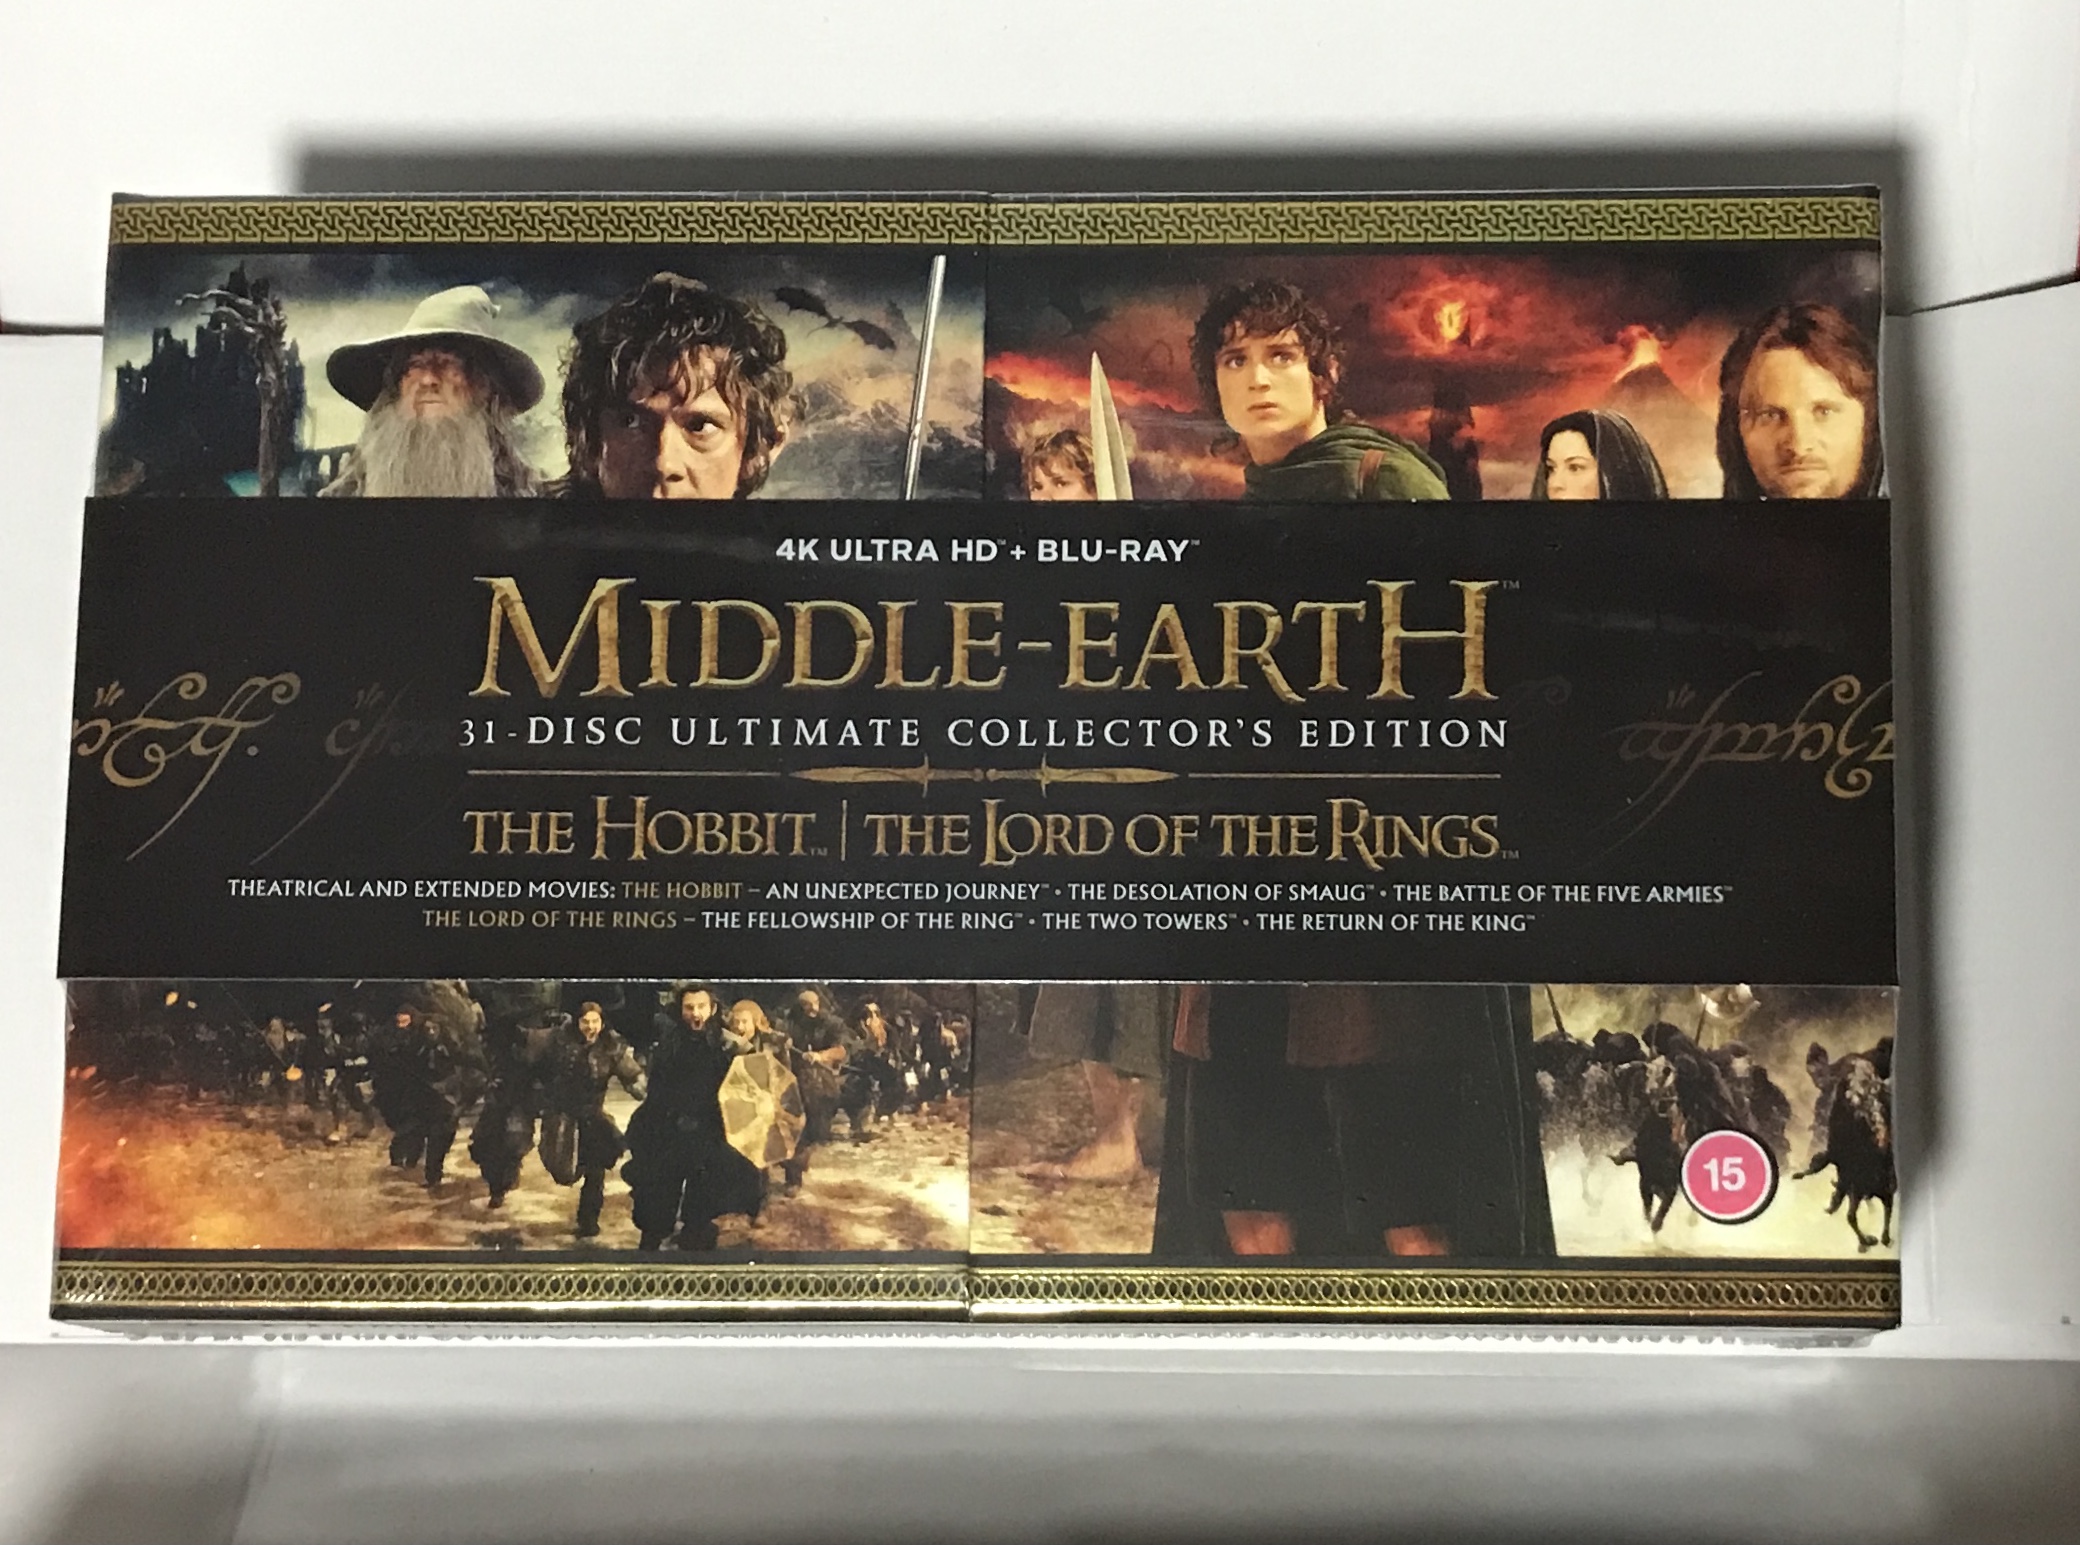 4K ULTRA HD™ + BLU-RAY™
MIDDLE-EARTH™
31-DISC ULTIMATE COLLECTOR'S EDITION
THE HOBBIT™ | THE LORD OF THE RINGS™
THEATRICAL AND EXTENDED MOVIES: THE HOBBIT – AN UNEXPECTED JOURNEY™ • THE DESOLATION OF SMAUG™ • THE BATTLE OF THE FIVE ARMIES™
THE LORD OF THE RINGS – THE FELLOWSHIP OF THE RING™ • THE TWO TOWERS™ • THE RETURN OF THE KING™
15